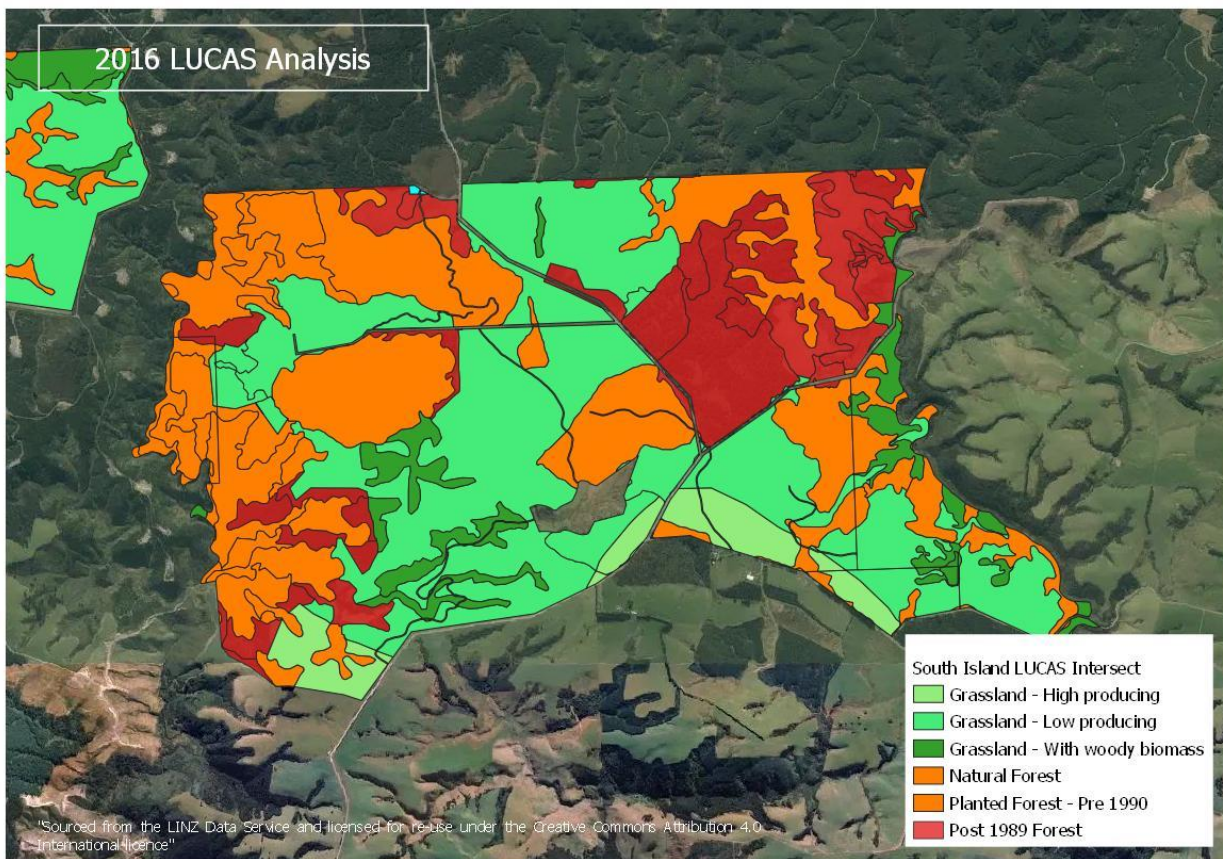 2016 LUCAS Analysis
South Island LUCAS Intersect
Grassland - High producing
Grassland - Low producing
Grassland - With woody biomass
Natural Forest
Planted Forest - Pre 1990
Post 1989 Forest
"Sourced from the LINZ Data Service and licensed for re-use under the Creative Commons Attribution 4.0
International licence"